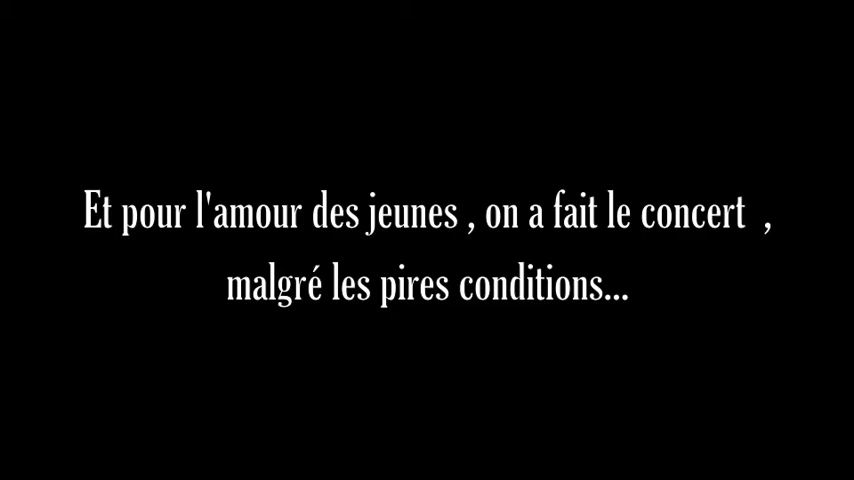 Et pour l'amour des jeunes , on a fait le concert  ,
malgré les pires conditions...